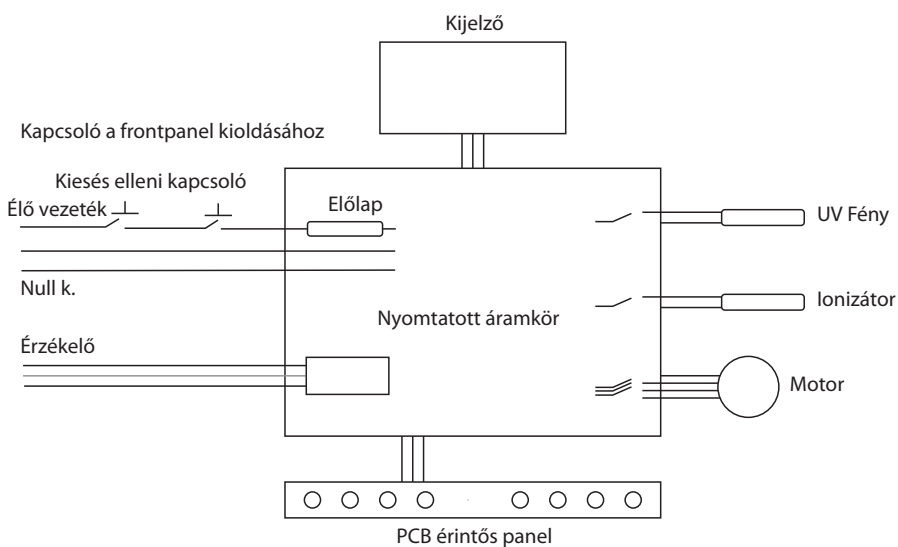 Kijelző
Kapcsoló a frontpanel kioldásához
Kiesés elleni kapcsoló
Élő vezeték
Előlap
UV Fény
Null k.
Ionizátor
Nyomtatott áramkör
Érzékelő
Motor
PCB érintős panel